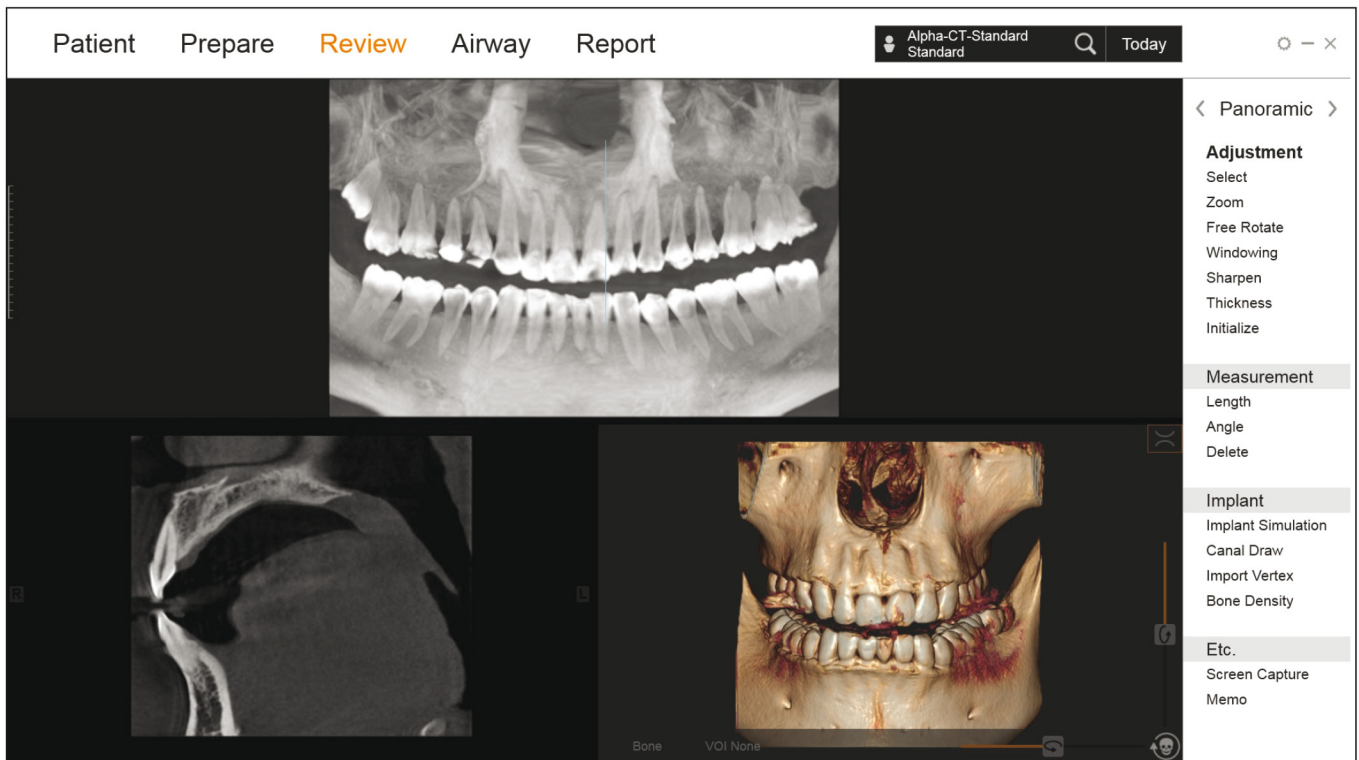 Patient
Prepare
Review
Airway
Report
Alpha-CT-Standard
Standard
Today
Panoramic
Adjustment
Select
Zoom
Free Rotate
Windowing
Sharpen
Thickness
Initialize
Measurement
Length
Angle
Delete
Implant
Implant Simulation
Canal Draw
Import Vertex
Bone Density
Etc.
Screen Capture
Memo
R
L
Bone
VOI None